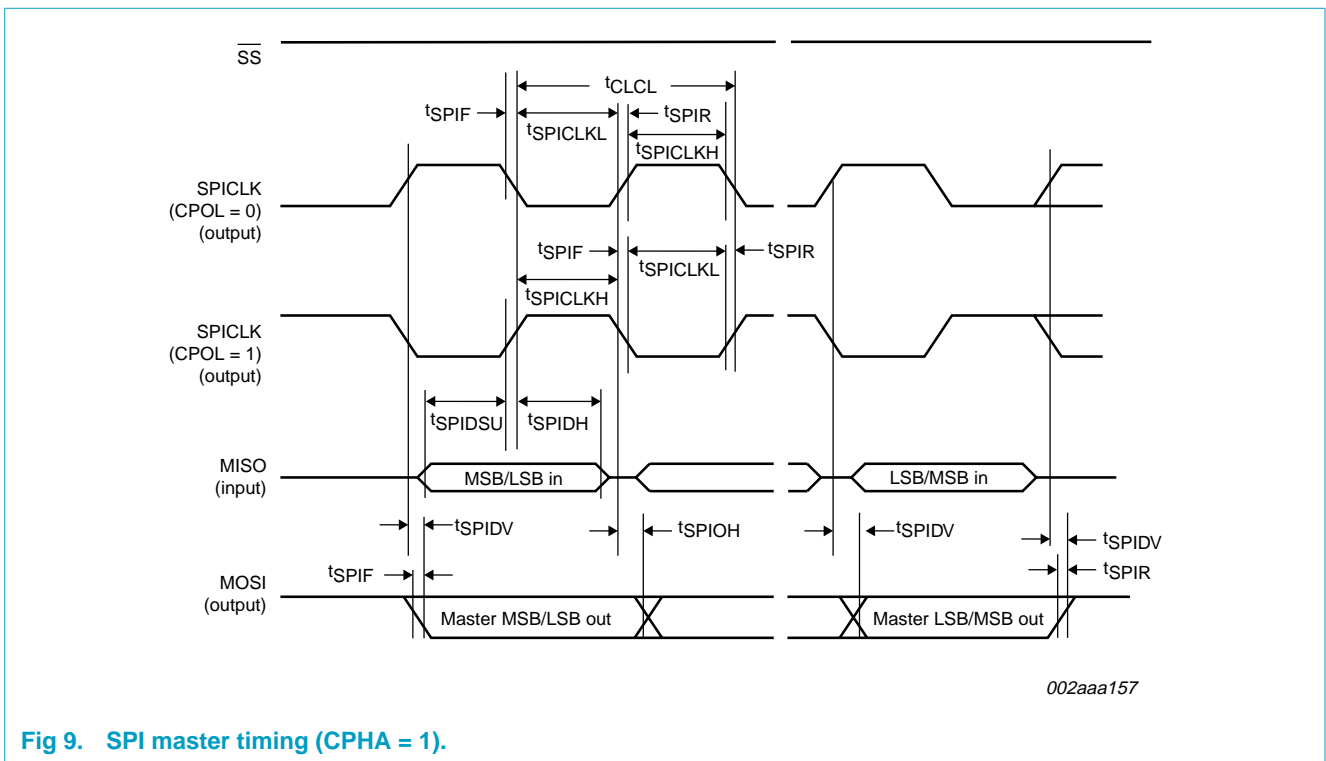 SS
tCLCL
tSPIF
tSPIR
tSPICLKL
tSPICLKH
SPICLK
(CPOL = 0)
(output)
tSPIF
tSPICLKL
tSPIR
tSPICLKH
SPICLK
(CPOL = 1)
(output)
tSPIDSU
tSPIDH
MISO
(input)
MSB/LSB in
LSB/MSB in
tSPIDV
tSPIOH
tSPIDV
tSPIDV
tSPIF
tSPIR
MOSI
(output)
Master MSB/LSB out
Master LSB/MSB out
002aaa157
Fig 9. SPI master timing (CPHA = 1).